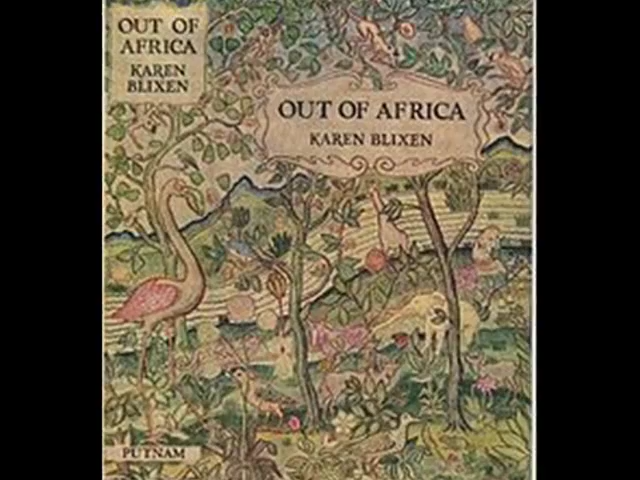 OUT OF
AFRICA
KAREN
BLIXEN
OUT OF AFRICA
KAREN BLIXEN
PUTNAM